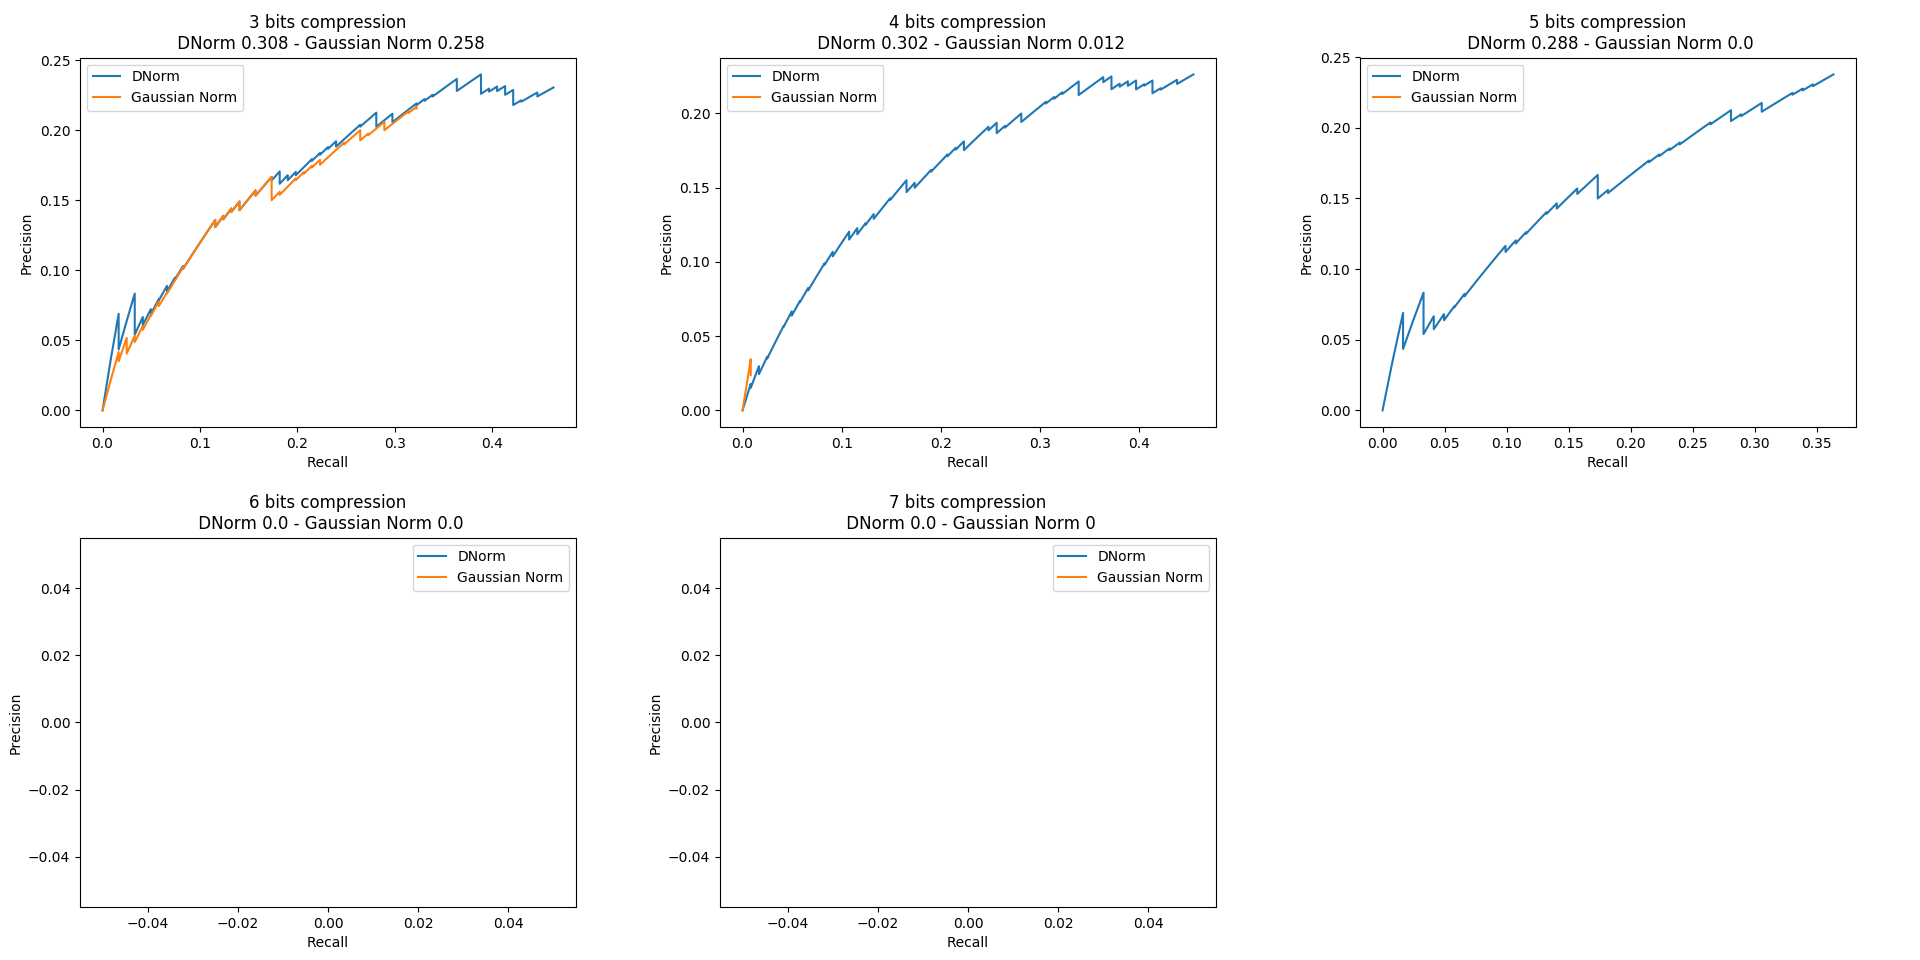 3 bits compression
DNorm 0.308 - Gaussian Norm 0.258
DNorm
Gaussian Norm
0.25
0.20
0.15
0.10
0.05
0.00
Precision
0.0 0.1 0.2 0.3 0.4
Recall
4 bits compression
DNorm 0.302 - Gaussian Norm 0.012
DNorm
Gaussian Norm
0.20
0.15
0.10
0.05
0.00
Precision
0.0 0.1 0.2 0.3 0.4
Recall
5 bits compression
DNorm 0.288 - Gaussian Norm 0.0
DNorm
Gaussian Norm
0.25
0.20
0.15
0.10
0.05
0.00
Precision
0.00 0.05 0.10 0.15 0.20 0.25 0.30 0.35
Recall
6 bits compression
DNorm 0.0 - Gaussian Norm 0.0
DNorm
Gaussian Norm
0.04
0.02
0.00
−0.02
−0.04
Precision
−0.04 −0.02 0.00 0.02 0.04
Recall
7 bits compression
DNorm 0.0 - Gaussian Norm 0
DNorm
Gaussian Norm
0.04
0.02
0.00
−0.02
−0.04
Precision
−0.04 −0.02 0.00 0.02 0.04
Recall